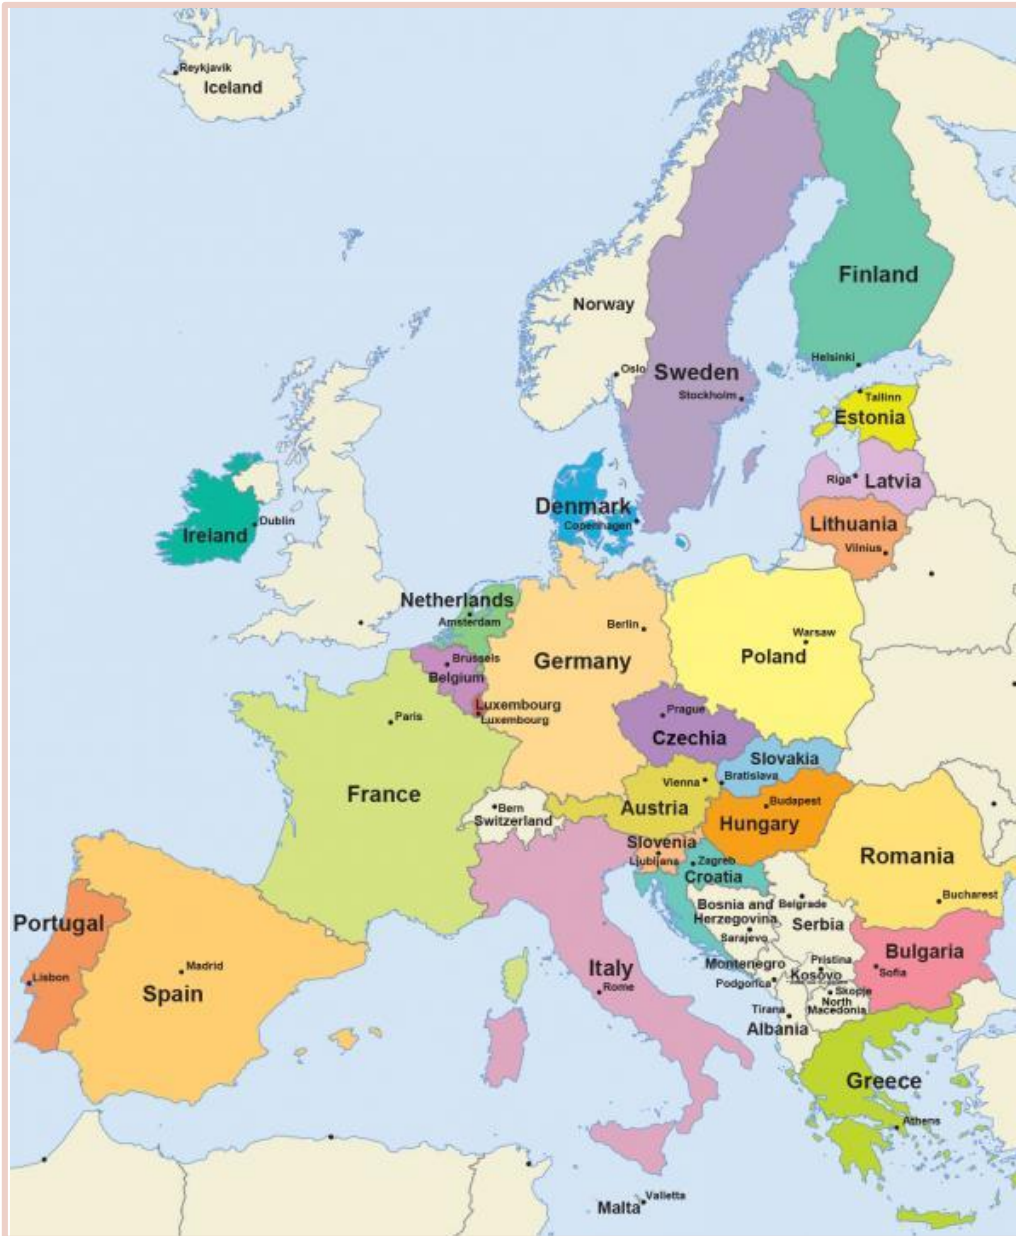 Reykjavik
Iceland
Finland
Norway
Helsinki
Oslo
Sweden
Stockholm
Tallinn
Estonia
Riga
Latvia
Denmark
Copenhagen
Lithuania
Vilnius
Dublin
Ireland
Netherlands
Amsterdam
Berlin
Warsaw
Poland
Germany
Brussels
Belgium
Luxembourg
Luxembourg
Paris
Prague
Czechia
Slovakia
Bratislava
Vienna
Austria
France
Bern
Switzerland
Budapest
Hungary
Slovenia
Ljubljana
Zagreb
Croatia
Romania
Bucharest
Bosnia and
Herzegovina
Sarajevo
Belgrade
Serbia
Portugal
Lisbon
Madrid
Spain
Italy
Rome
Montenegro
Podgorica
Pristina
Kosovo
Bulgaria
Sofia
Skopje
North
Macedonia
Tirana
Albania
Greece
Athens
Malta
Valletta